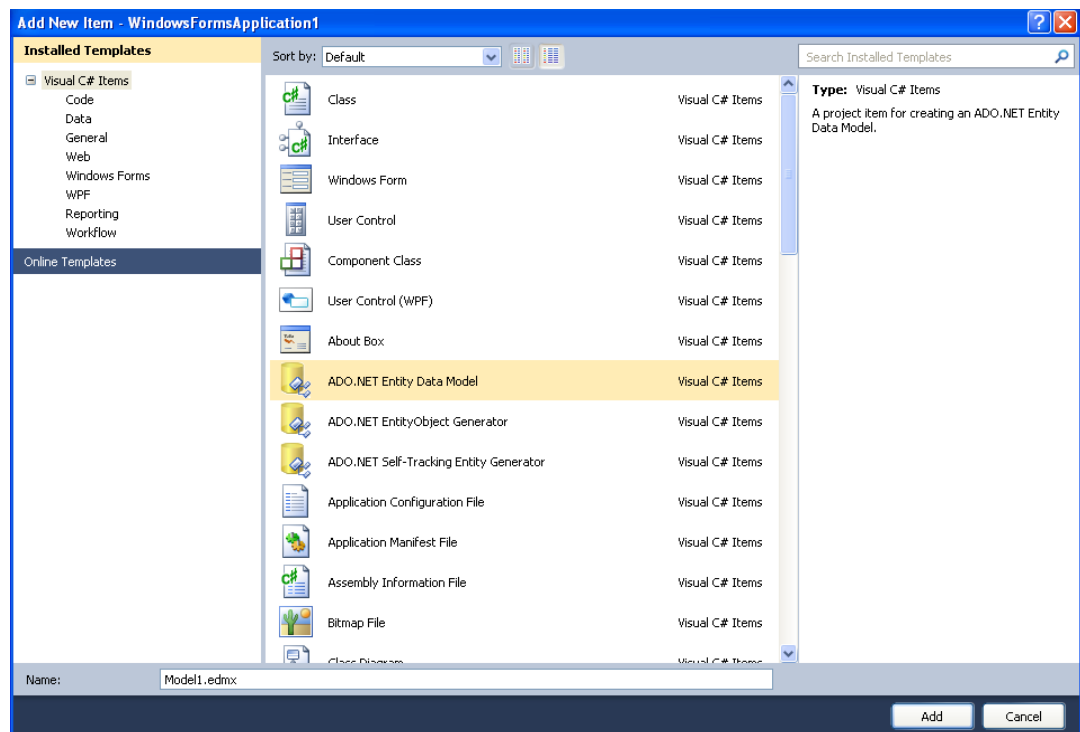 Add New Item - WindowsFormsApplication1
Installed Templates
Visual C# Items
Code
Data
General
Web
Windows Forms
WPF
Reporting
Workflow
Online Templates
Sort by: Default
Class Visual C# Items
Interface Visual C# Items
Windows Form Visual C# Items
User Control Visual C# Items
Component Class Visual C# Items
User Control (WPF) Visual C# Items
About Box Visual C# Items
ADO.NET Entity Data Model Visual C# Items
ADO.NET EntityObject Generator Visual C# Items
ADO.NET Self-Tracking Entity Generator Visual C# Items
Application Configuration File Visual C# Items
Application Manifest File Visual C# Items
Assembly Information File Visual C# Items
Bitmap File Visual C# Items
Class Diagram Visual C# Items
Search Installed Templates
Type: Visual C# Items
A project item for creating an ADO.NET Entity
Data Model.
Name: Model1.edmx
Add Cancel